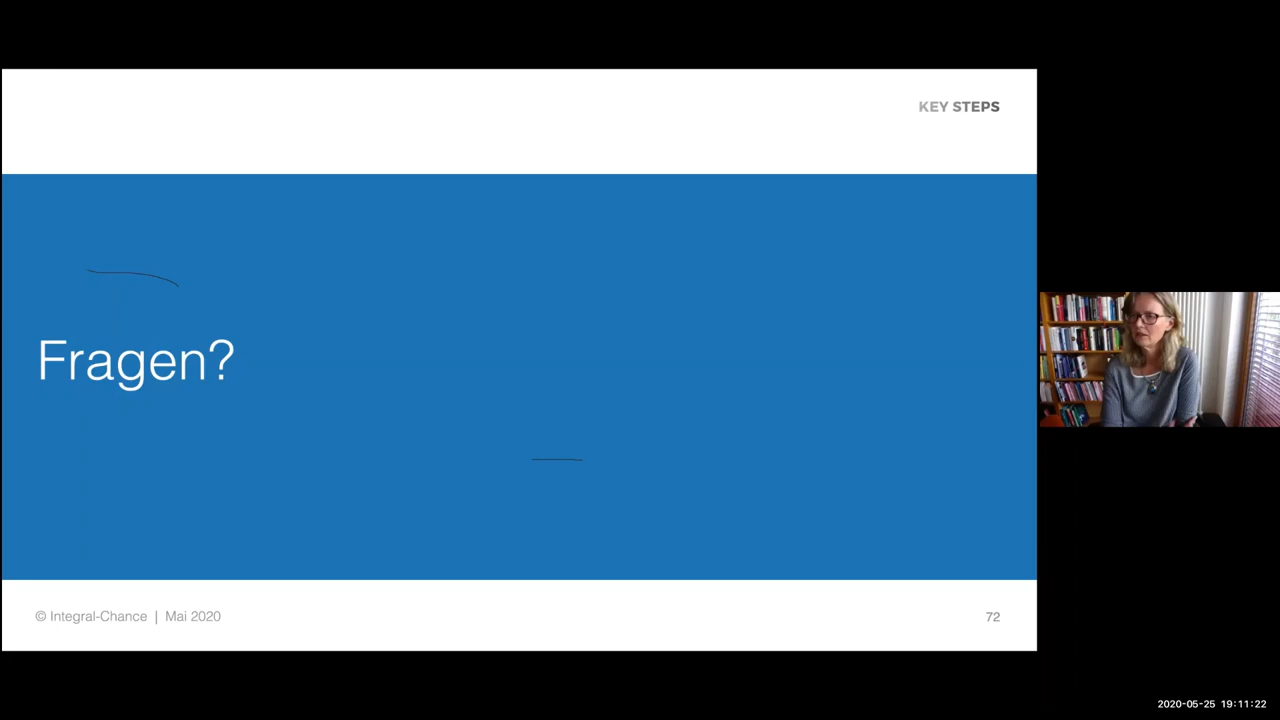 KEY STEPS
Fragen?
© Integral-Chance | Mai 2020
72
2020-05-25 19:11:22